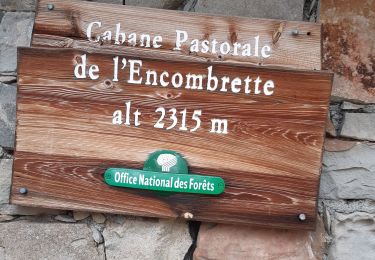 Cabane Pastorale
de l'Encombrette
alt 2315 m
Office National des Forêts